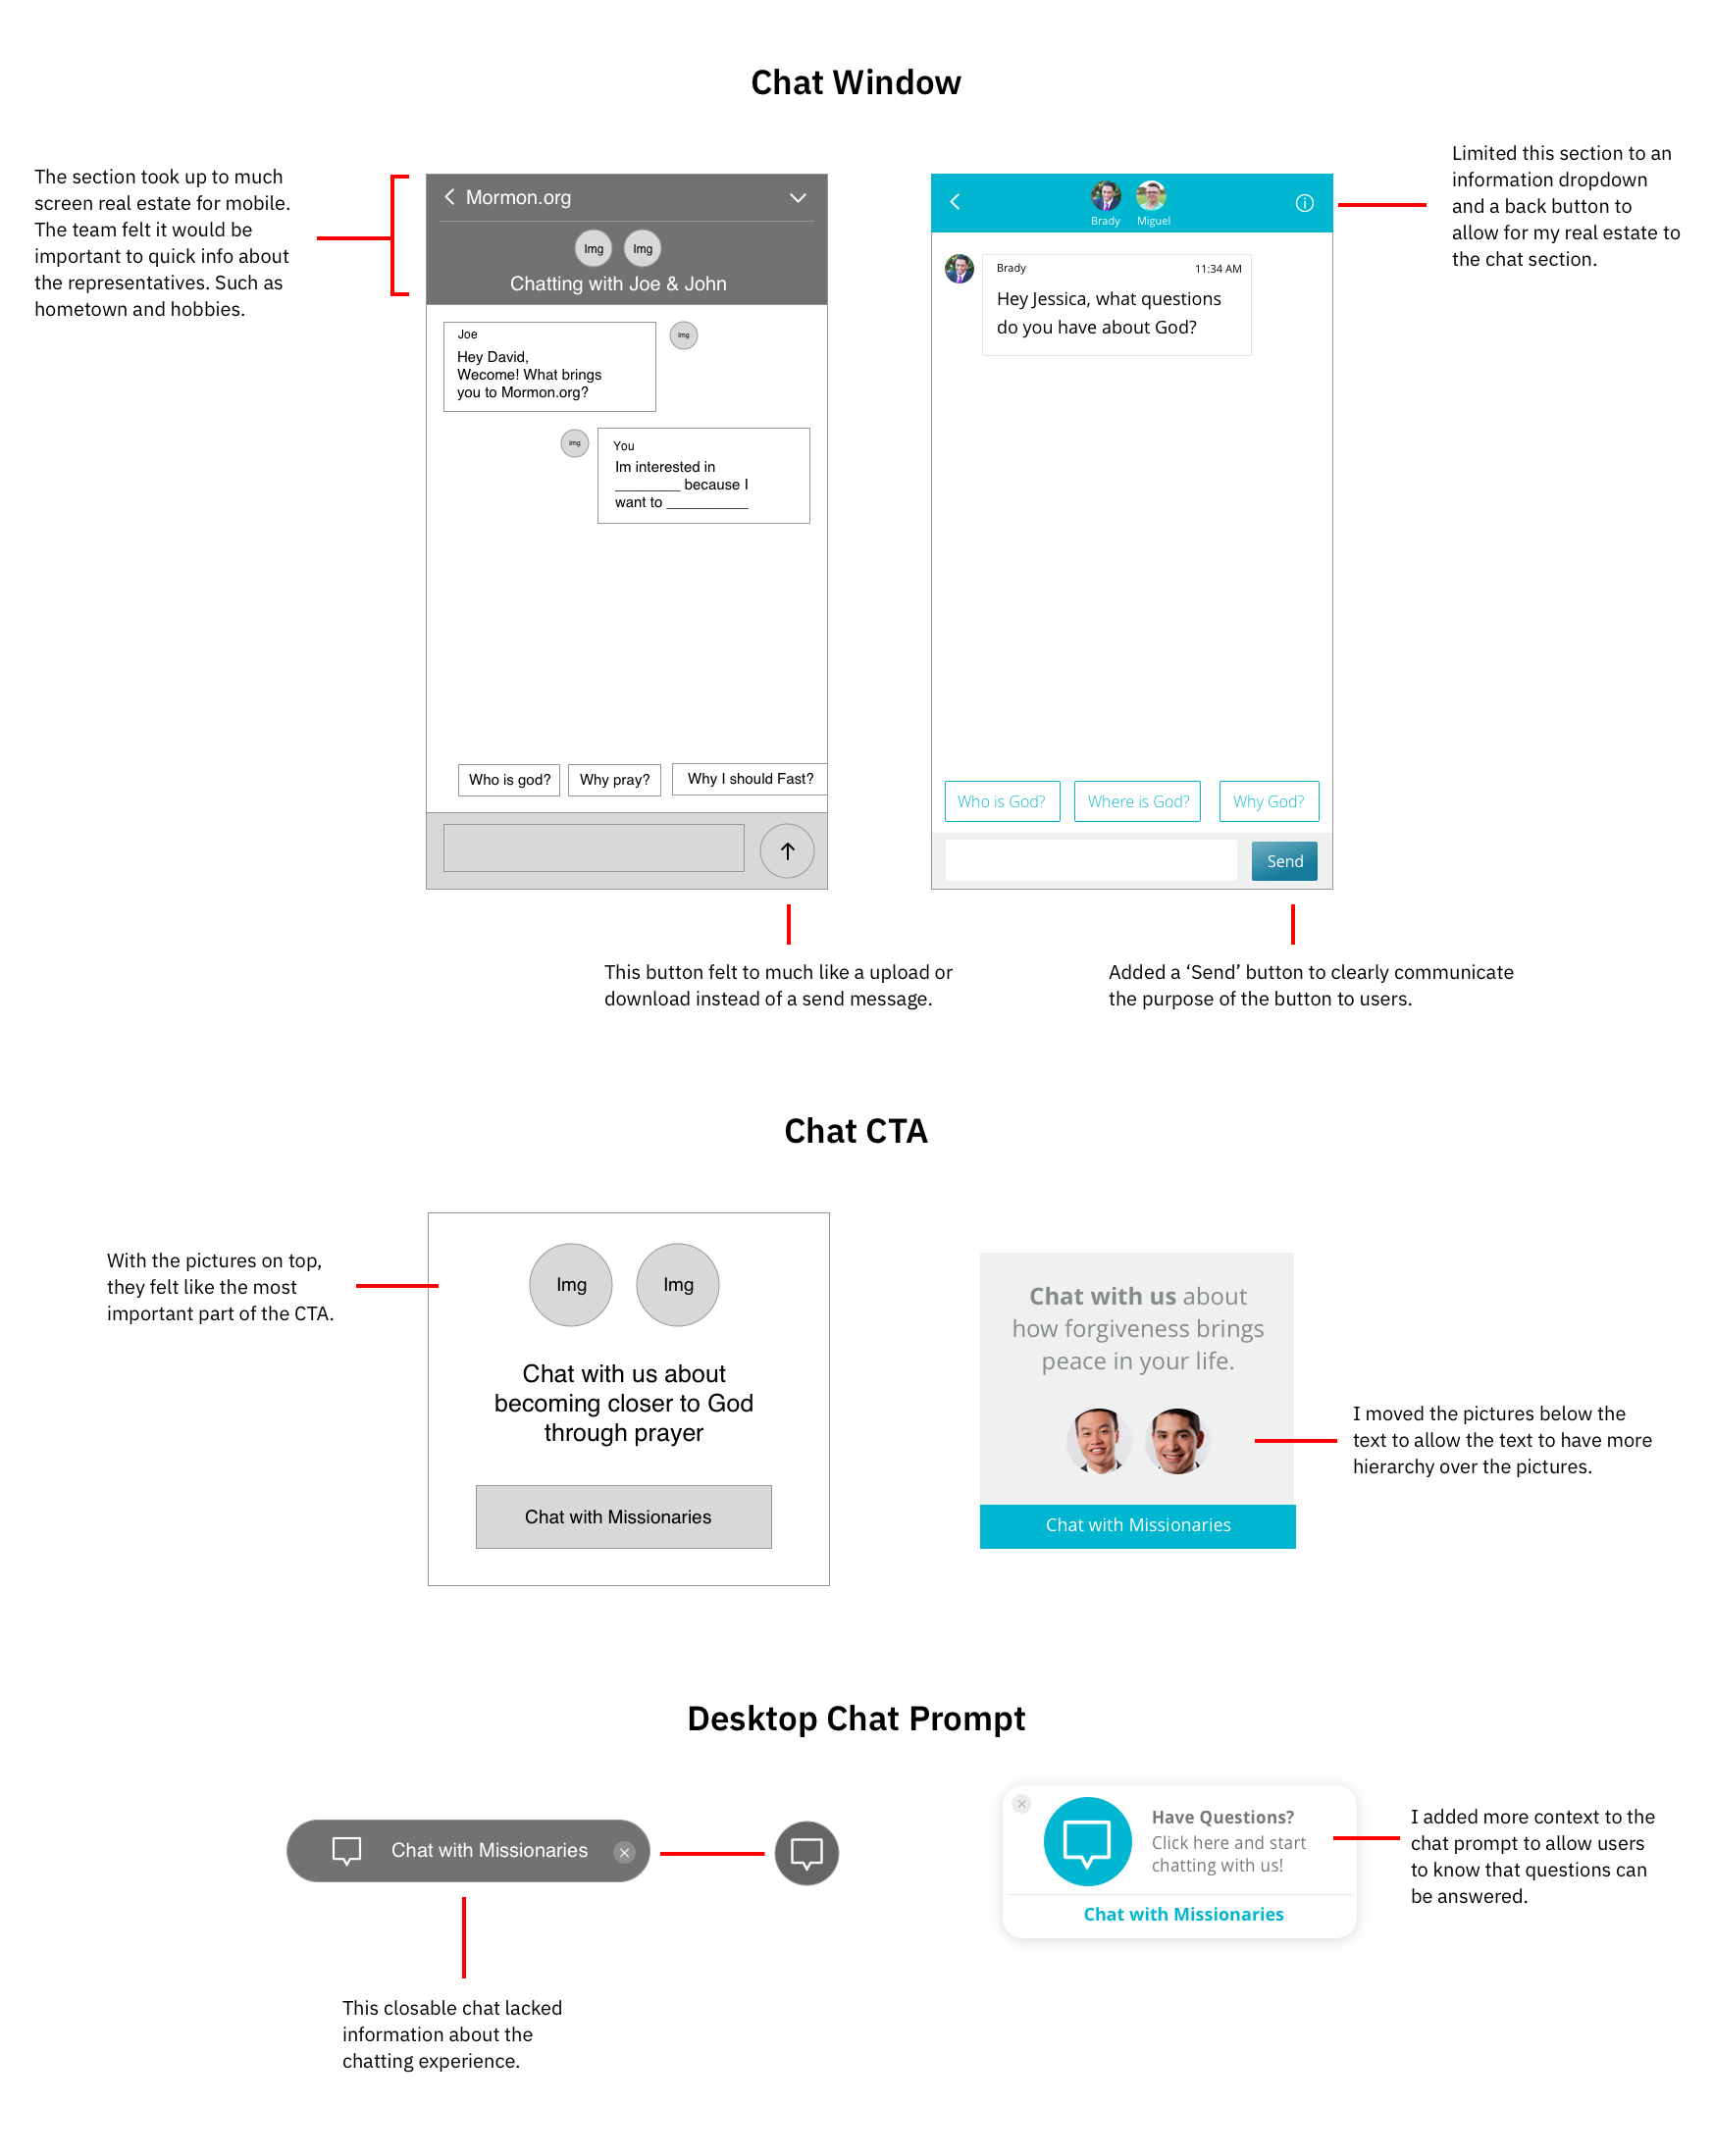 Chat Window
The section took up to much
screen real estate for mobile.
The team felt it would be
important to quick info about
the representatives. Such as
hometown and hobbies.
Mormon.org
Img
Img
Chatting with Joe & John
Joe
Hey David,
Wecome! What brings
you to Mormon.org?
Img
Img
You
Im interested in
________ because I
want to __________
Who is god?
Why pray?
Why I should Fast?
This button felt to much like a upload or
download instead of a send message.
Brady
Miguel
Brady
11:34 AM
Hey Jessica, what questions
do you have about God?
Who is God?
Where is God?
Why God?
Send
Limited this section to an
information dropdown
and a back button to
allow for my real estate to
the chat section.
Added a ‘Send’ button to clearly communicate
the purpose of the button to users.
Chat CTA
With the pictures on top,
they felt like the most
important part of the CTA.
Img
Img
Chat with us about
becoming closer to God
through prayer
Chat with Missionaries
Chat with us about
how forgiveness brings
peace in your life.
Chat with Missionaries
I moved the pictures below the
text to allow the text to have more
hierarchy over the pictures.
Desktop Chat Prompt
Chat with Missionaries
This closable chat lacked
information about the
chatting experience.
Have Questions?
Click here and start
chatting with us!
Chat with Missionaries
I added more context to the
chat prompt to allow users
to know that questions can
be answered.